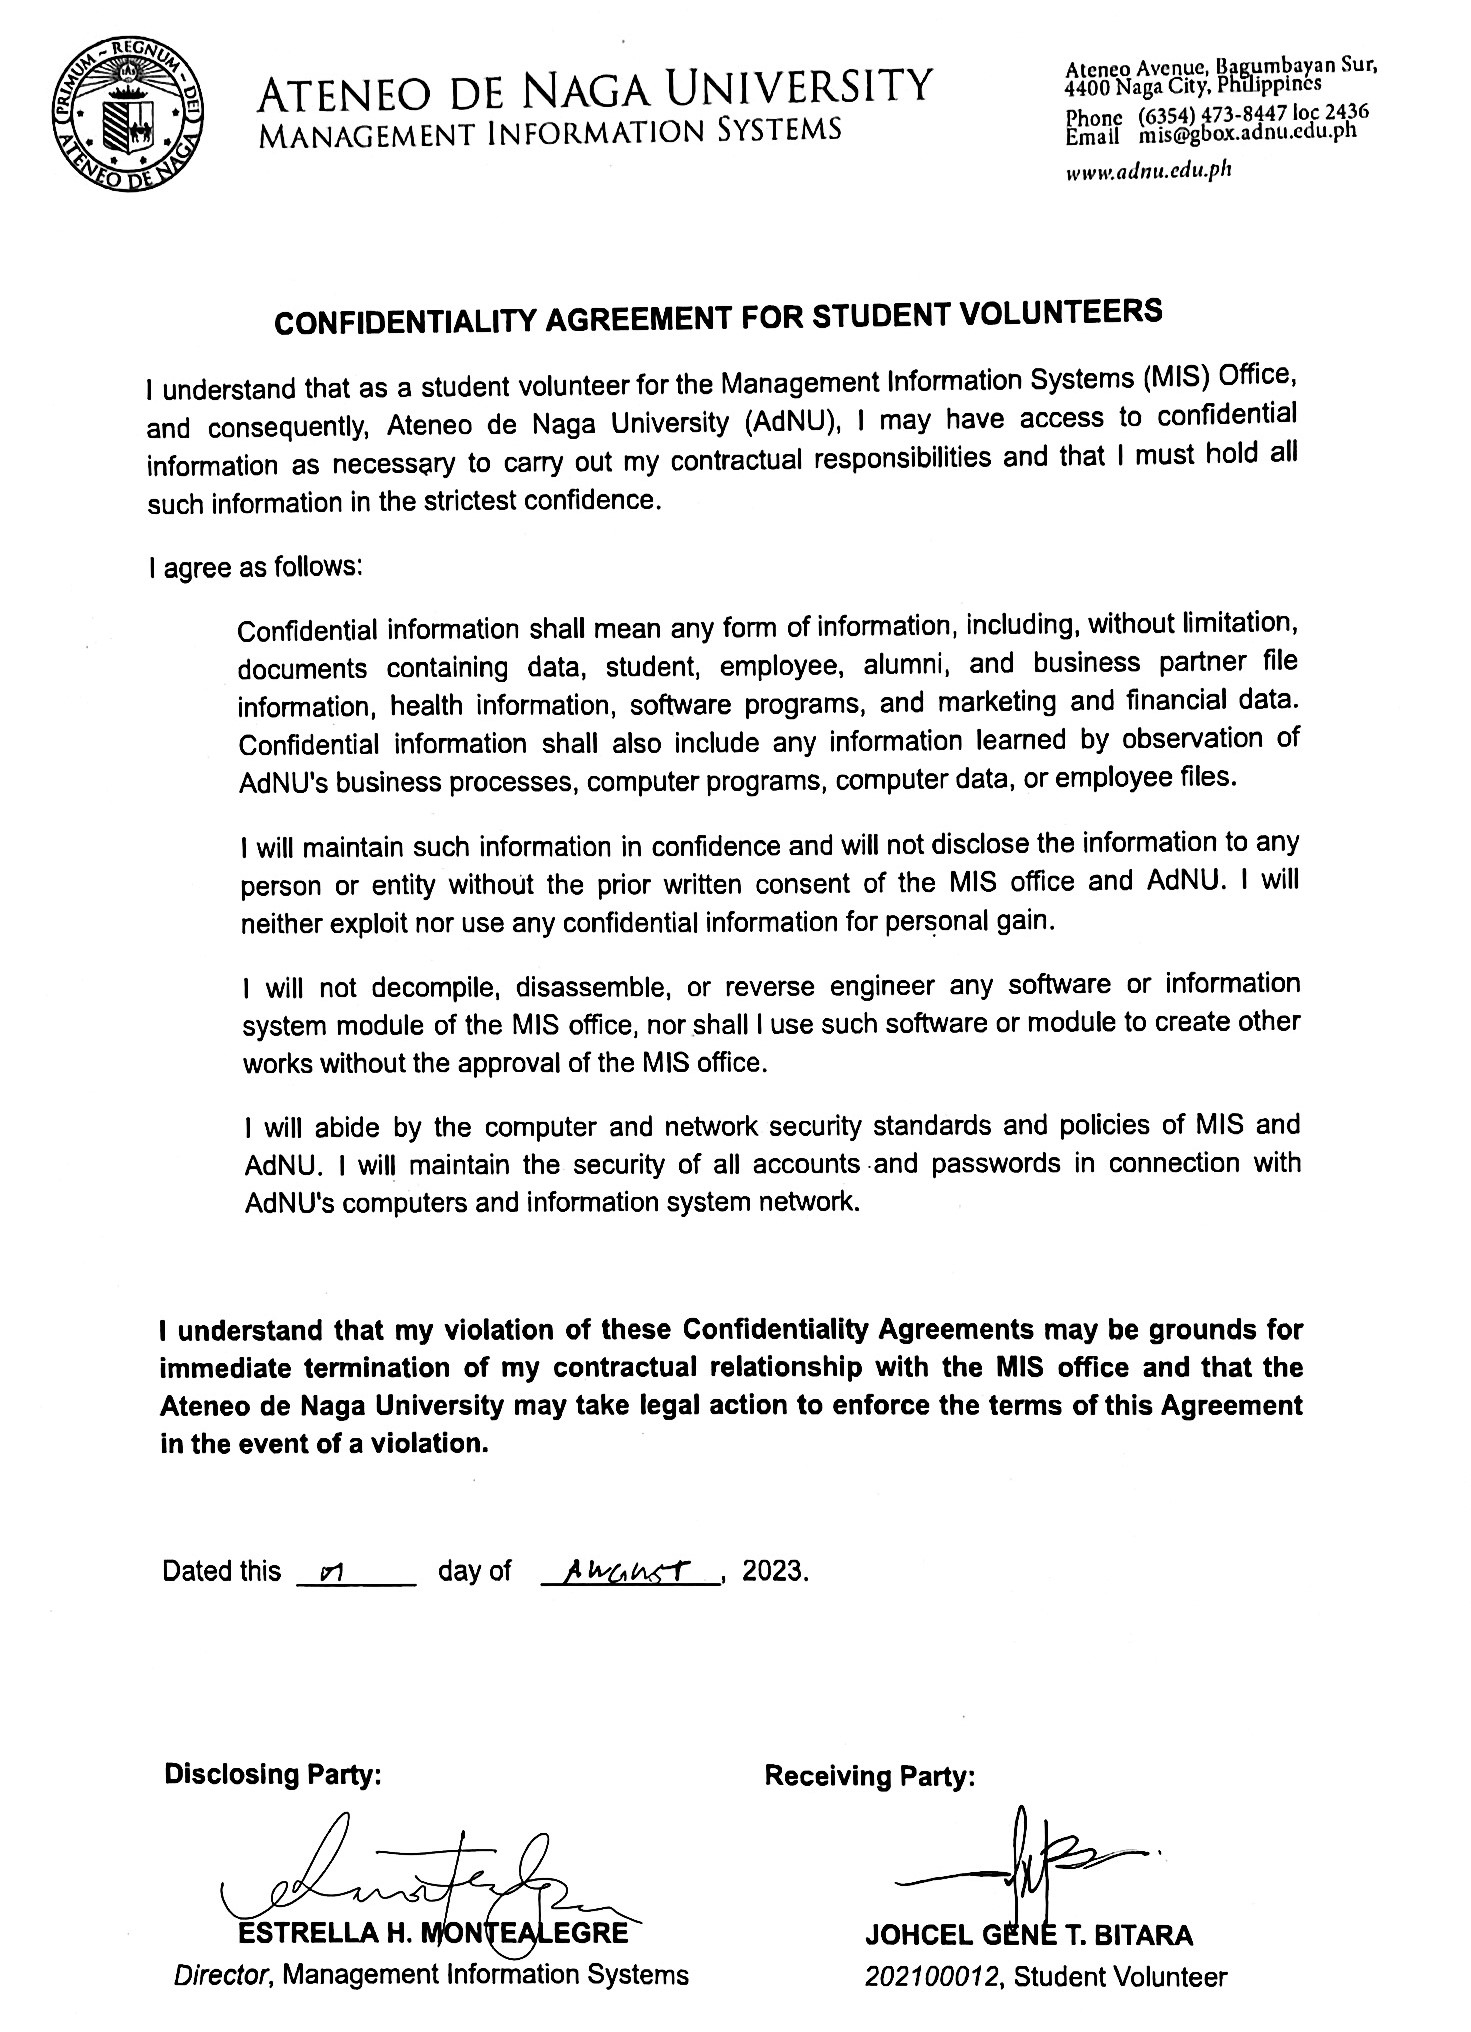 PRIMUM ~ REGNUM ~ DEI
ATENEO DE NAGA
ATENEO DE NAGA UNIVERSITY
MANAGEMENT INFORMATION SYSTEMS
Ateneo Avenue, Bagumbayan Sur,
4400 Naga City, Philippines
Phone (6354) 473-8447 loc 2436
Email mis@gbox.adnu.edu.ph
www.adnu.edu.ph
CONFIDENTIALITY AGREEMENT FOR STUDENT VOLUNTEERS
I understand that as a student volunteer for the Management Information Systems (MIS) Office,
and consequently, Ateneo de Naga University (AdNU), I may have access to confidential
information as necessary to carry out my contractual responsibilities and that I must hold all
such information in the strictest confidence.
I agree as follows:
Confidential information shall mean any form of information, including, without limitation,
documents containing data, student, employee, alumni, and business partner file
information, health information, software programs, and marketing and financial data.
Confidential information shall also include any information learned by observation of
AdNU's business processes, computer programs, computer data, or employee files.
I will maintain such information in confidence and will not disclose the information to any
person or entity without the prior written consent of the MIS office and AdNU. I will
neither exploit nor use any confidential information for personal gain.
I will not decompile, disassemble, or reverse engineer any software or information
system module of the MIS office, nor shall I use such software or module to create other
works without the approval of the MIS office.
I will abide by the computer and network security standards and policies of MIS and
AdNU. I will maintain the security of all accounts and passwords in connection with
AdNU's computers and information system network.
I understand that my violation of these Confidentiality Agreements may be grounds for
immediate termination of my contractual relationship with the MIS office and that the
Ateneo de Naga University may take legal action to enforce the terms of this Agreement
in the event of a violation.
Dated this day of August, 2023.
Disclosing Party:
Receiving Party:
ESTRELLA H. MONTEALEGRE
JOHCEL GENE T. BITARA
Director, Management Information Systems
202100012, Student Volunteer